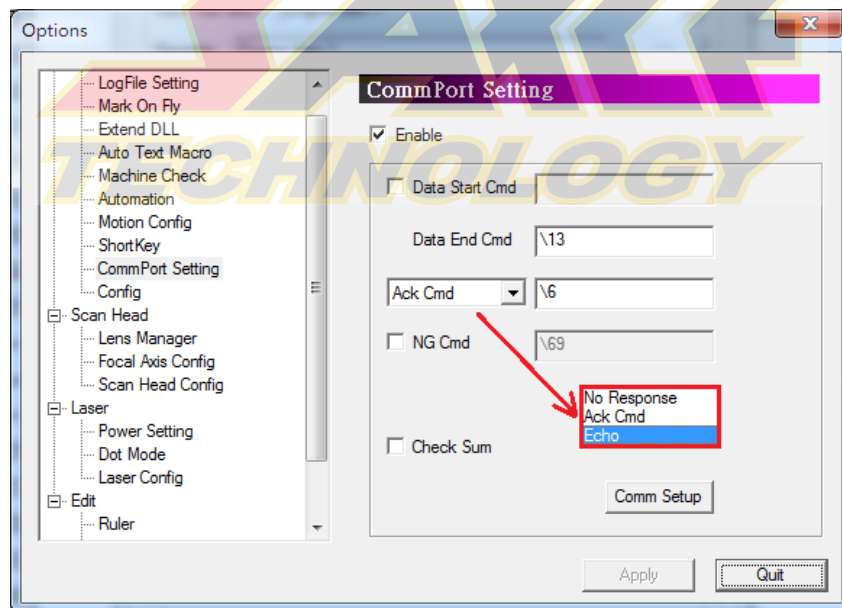 Options
X
LogFile Setting
Mark On Fly
Extend DLL
Auto Text Macro
Machine Check
Automation
Motion Config
ShortKey
CommPort Setting
Config
Scan Head
Lens Manager
Focal Axis Config
Scan Head Config
Laser
Power Setting
Dot Mode
Laser Config
Edit
Ruler
CommPort Setting
Enable
Data Start Cmd
Data End Cmd \13
Ack Cmd \6
NG Cmd \69
No Response
Ack Cmd
Echo
Check Sum
Comm Setup
Apply
Quit
TECHNOLOGY